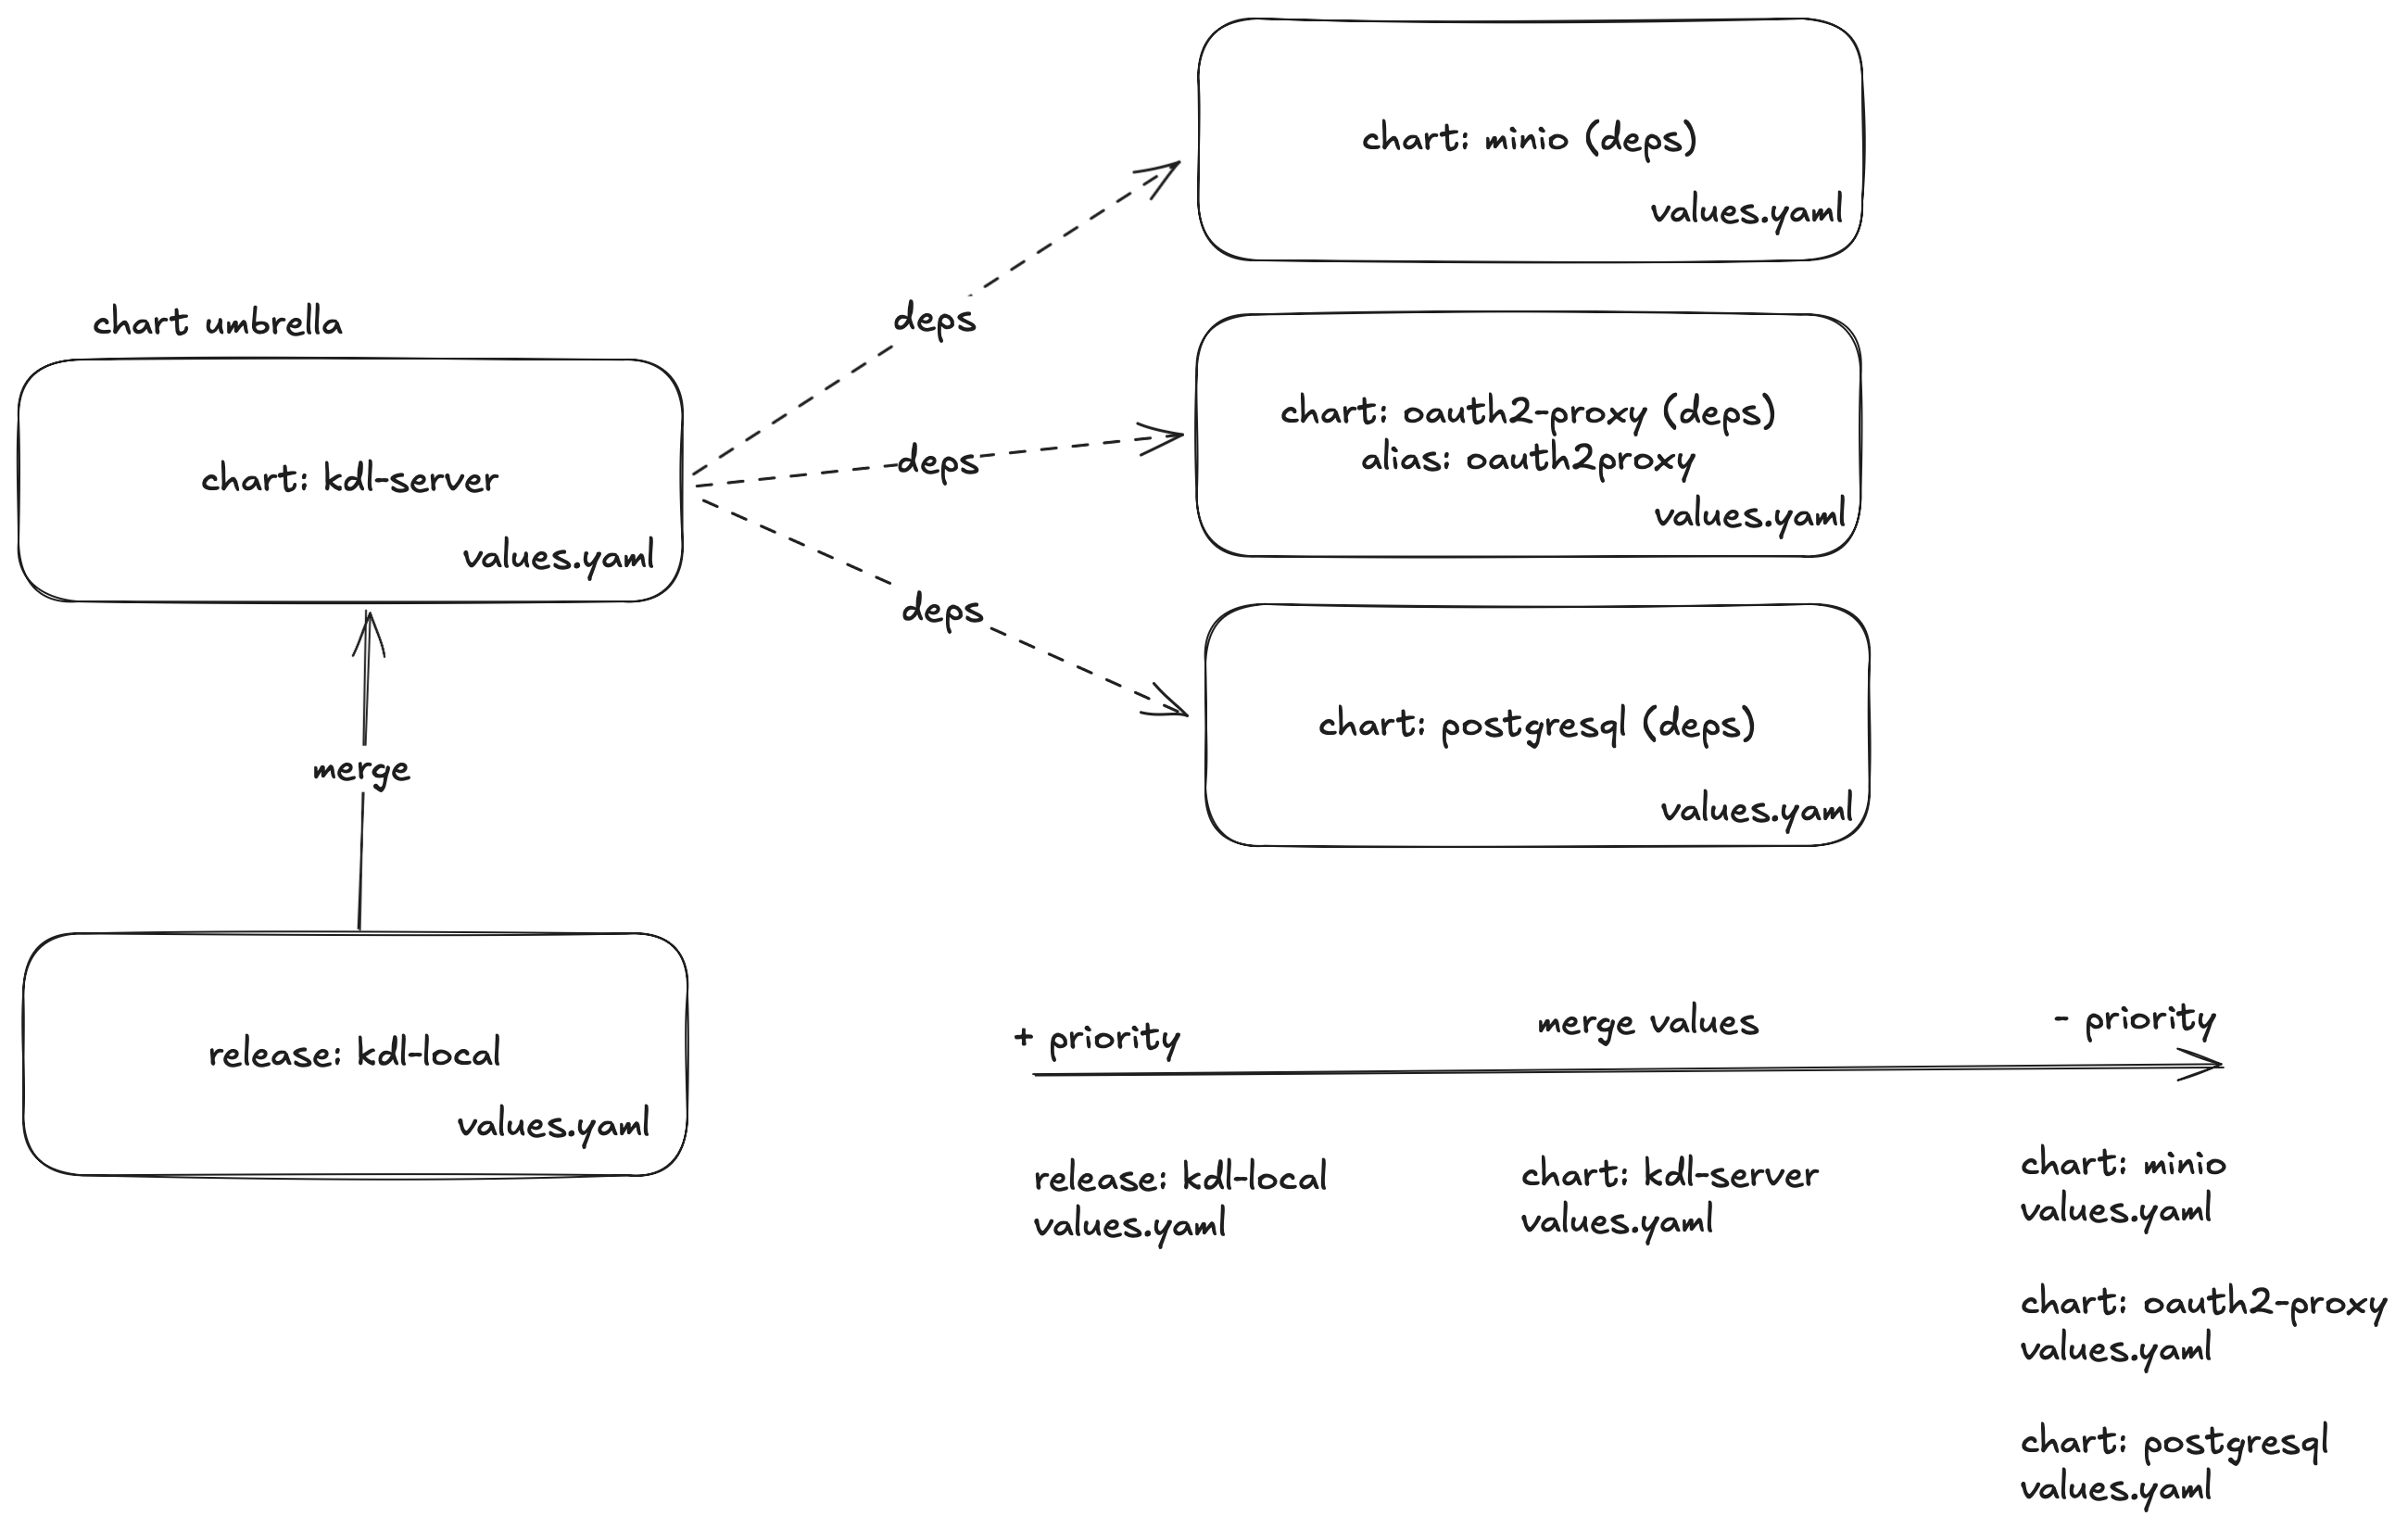 chart: minio (deps)
values.yaml
chart umbrella
chart: kdl-server
values.yaml
deps
deps
deps
chart: oauth2-proxy (deps)
alias: oauth2proxy
values.yaml
chart: postgresql (deps)
values.yaml
merge
release: kdl-local
values.yaml
+ priority
merge values
- priority
release: kdl-local
values.yaml
chart: kdl-server
values.yaml
chart: minio
values.yaml
chart: oauth2-proxy
values.yaml
chart: postgresql
values.yaml